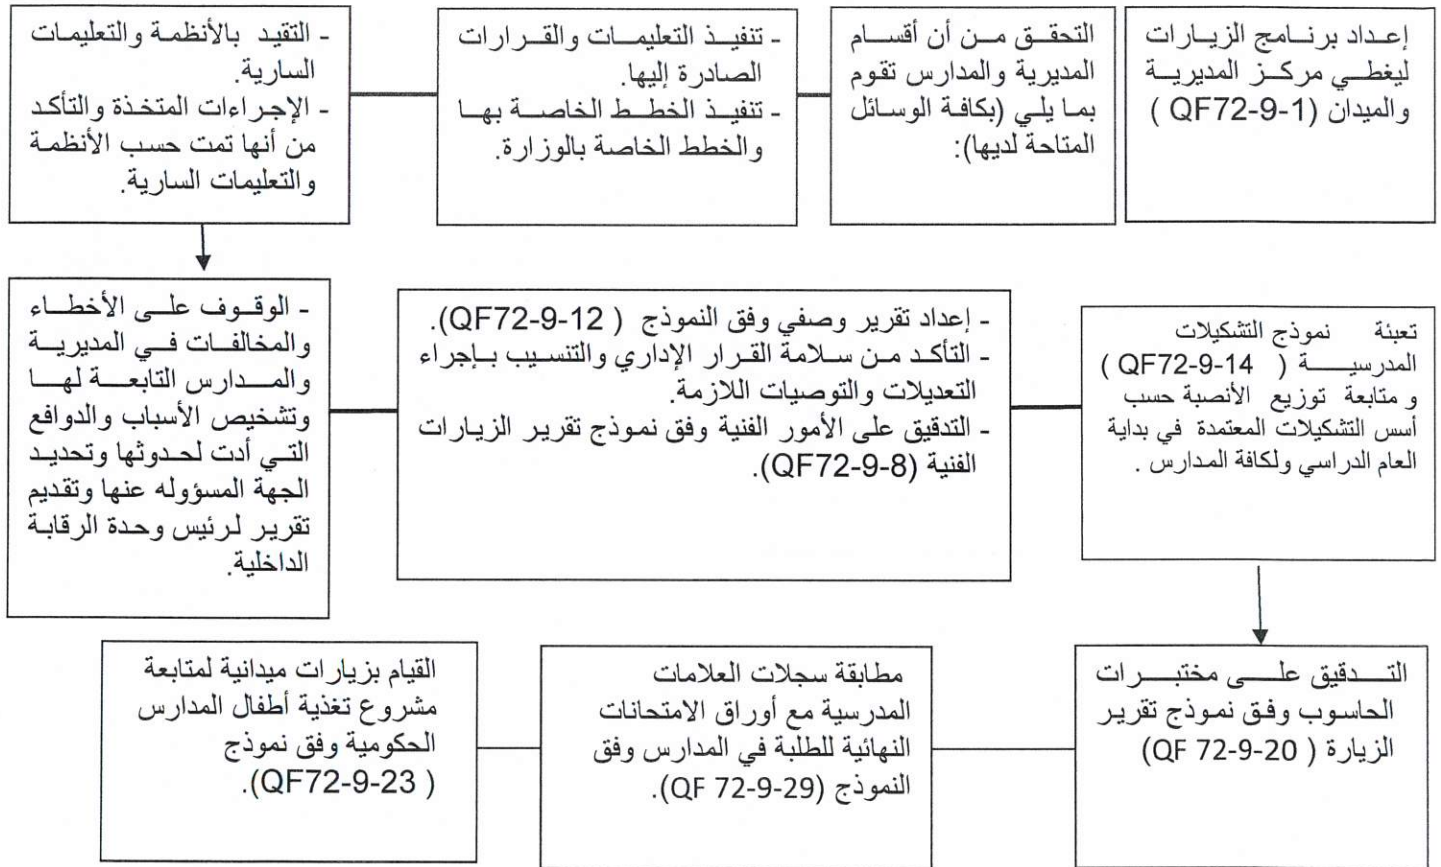 إعداد برنامج الزيارات
ليغطي مركز المديرية
والميدان (QF72-9-1 )
التحقق من أن أقسام
المديرية والمدارس تقوم
بما يلي (بكافة الوسائل
المتاحة لديها):
- تنفيذ التعليمات والقرارات
الصادرة إليها.
- تنفيذ الخطط الخاصة بها
والخطط الخاصة بالوزارة.
- التقيد بالأنظمة والتعليمات
السارية.
- الإجراءات المتخذة والتأكد
من أنها تمت حسب الأنظمة
والتعليمات السارية.
- الوقوف على الأخطاء
والمخالفات في المديرية
والمدارس التابعة لها
وتشخيص الأسباب والدوافع
التي أدت لحدوثها وتحديد
الجهة المسؤوله عنها وتقديم
تقرير لرئيس وحدة الرقابة
الداخلية.
- إعداد تقرير وصفي وفق النموذج ( QF72-9-12).
- التأكد من سلامة القرار الإداري والتنسيب بإجراء
التعديلات والتوصيات اللازمة.
- التدقيق على الأمور الفنية وفق نموذج تقرير الزيارات
الفنية (QF72-9-8).
تعبئة نموذج التشكيلات
المدرسية ( QF72-9-14 )
و متابعة توزيع الأنصبة حسب
أسس التشكيلات المعتمدة في بداية
العام الدراسي ولكافة المدارس .
التدقيق على مختبرات
الحاسوب وفق نموذج تقرير
الزيارة ( QF 72-9-20)
مطابقة سجلات العلامات
المدرسية مع أوراق الامتحانات
النهائية للطلبة في المدارس وفق
النموذج (QF 72-9-29).
القيام بزيارات ميدانية لمتابعة
مشروع تغذية أطفال المدارس
الحكومية وفق نموذج
( QF72-9-23).